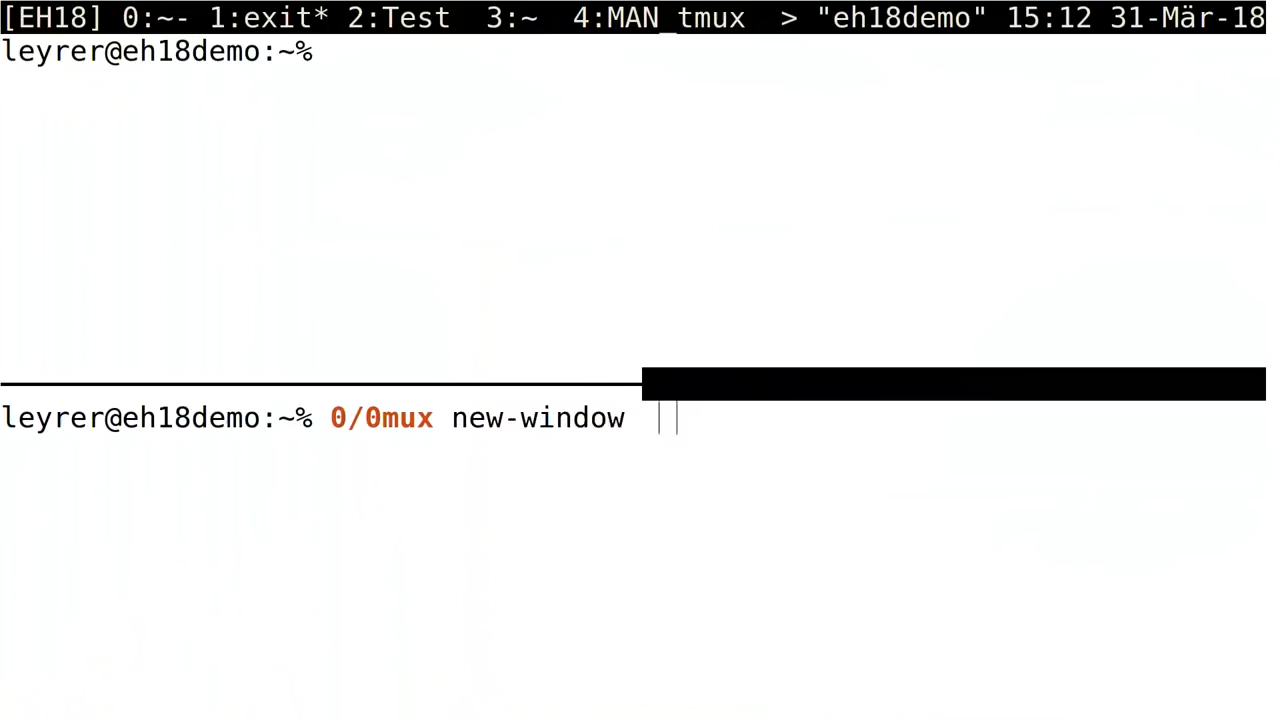 [EH18] 0:~- 1:exit* 2:Test 3:~ 4:MAN_tmux > "eh18demo" 15:12 31-Mär-18
leyrer@eh18demo:~%
leyrer@eh18demo:~% 0/0mux new-window